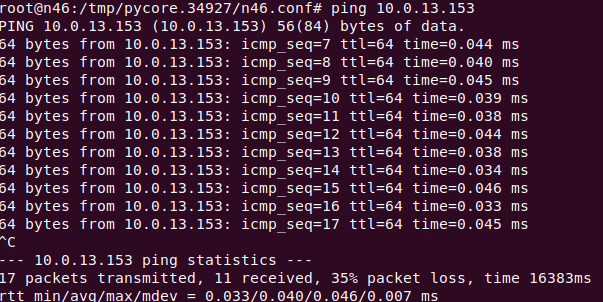 root@n46:/tmp/pycore.34927/n46.conf# ping 10.0.13.153
PING 10.0.13.153 (10.0.13.153) 56(84) bytes of data.
64 bytes from 10.0.13.153: icmp_seq=7 ttl=64 time=0.044 ms
64 bytes from 10.0.13.153: icmp_seq=8 ttl=64 time=0.040 ms
64 bytes from 10.0.13.153: icmp_seq=9 ttl=64 time=0.045 ms
64 bytes from 10.0.13.153: icmp_seq=10 ttl=64 time=0.039 ms
64 bytes from 10.0.13.153: icmp_seq=11 ttl=64 time=0.038 ms
64 bytes from 10.0.13.153: icmp_seq=12 ttl=64 time=0.044 ms
64 bytes from 10.0.13.153: icmp_seq=13 ttl=64 time=0.038 ms
64 bytes from 10.0.13.153: icmp_seq=14 ttl=64 time=0.034 ms
64 bytes from 10.0.13.153: icmp_seq=15 ttl=64 time=0.046 ms
64 bytes from 10.0.13.153: icmp_seq=16 ttl=64 time=0.033 ms
64 bytes from 10.0.13.153: icmp_seq=17 ttl=64 time=0.045 ms
^C
--- 10.0.13.153 ping statistics ---
17 packets transmitted, 11 received, 35% packet loss, time 16383ms
rtt min/avg/max/mdev = 0.033/0.040/0.046/0.007 ms